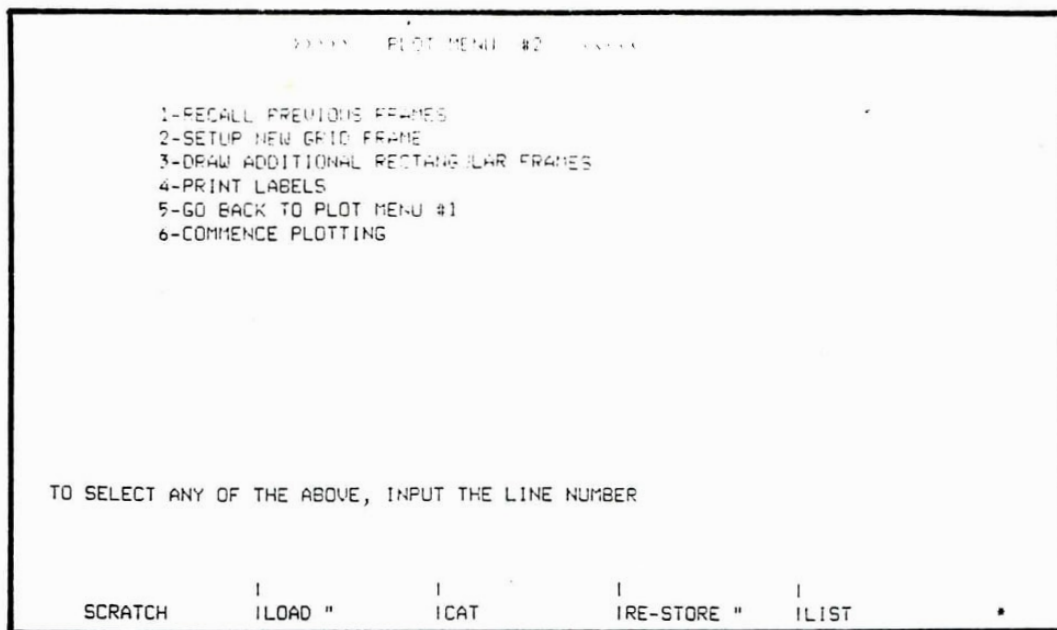 >>>>> PLOT MENU #2 <<<<<
1-RECALL PREVIOUS FRAMES
2-SETUP NEW GRID FRAME
3-DRAW ADDITIONAL RECTANGULAR FRAMES
4-PRINT LABELS
5-GO BACK TO PLOT MENU #1
6-COMMENCE PLOTTING
TO SELECT ANY OF THE ABOVE, INPUT THE LINE NUMBER
SCRATCH |LOAD " |CAT |RE-STORE " |LIST